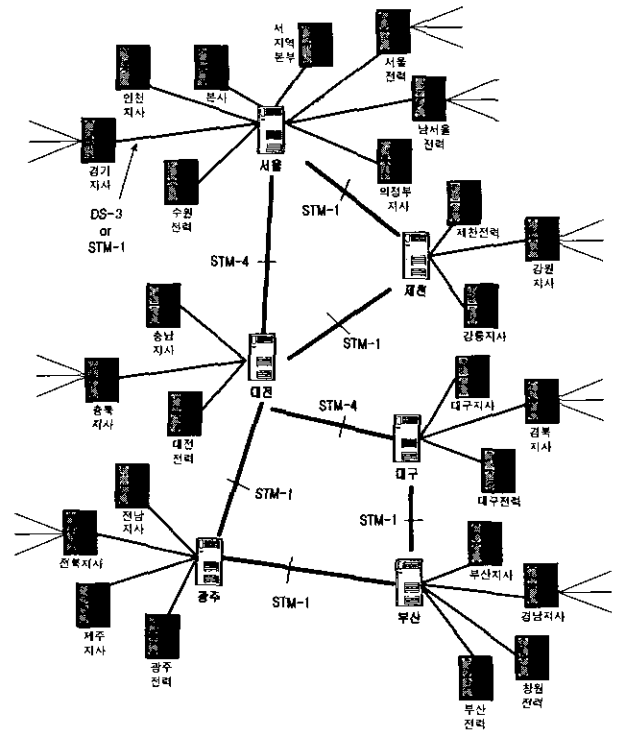 서
지역
본부
서울
전력
인천
지사
본사
남서울
전력
경기
지사
서울
수원
전력
의정부
지사
DS-3
or
STM-1
STM-1
제천전력
강원
지사
STM-4
제천
강릉지사
충남
지사
STM-1
대전
충북
지사
대전
전력
STM-4
대구지사
경북
지사
대구
대구전력
STM-1
전남
지사
STM-1
전북지사
부산지사
광주
STM-1
부산
경남지사
제주
지사
광주
전력
창원
전력
부산
전력